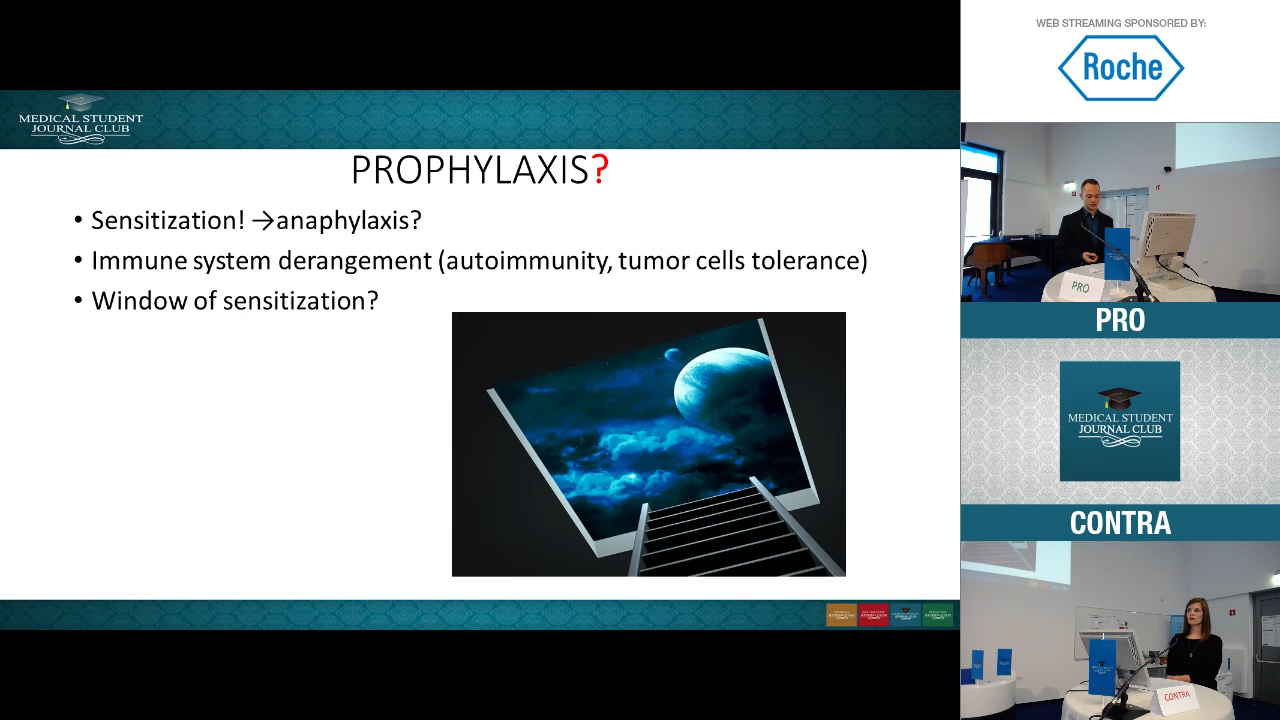 MEDICAL STUDENT
JOURNAL CLUB
PROPHYLAXIS?
• Sensitization! →anaphylaxis?
• Immune system derangement (autoimmunity, tumor cells tolerance)
• Window of sensitization?
WEB STREAMING SPONSORED BY:
Roche
PRO
PRO
MEDICAL STUDENT
JOURNAL CLUB
CONTRA
CONTRA